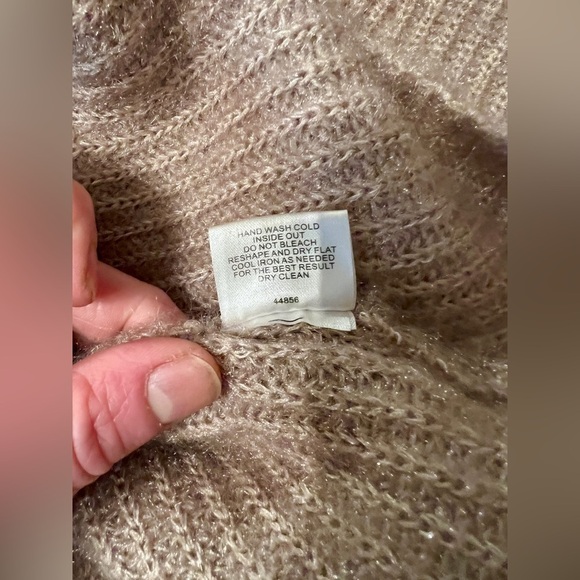 HAND WASH COLD
INSIDE OUT
DO NOT BLEACH
RESHAPE AND DRY FLAT
COOL IRON AS NEEDED
FOR THE BEST RESULT
DRY CLEAN
44856